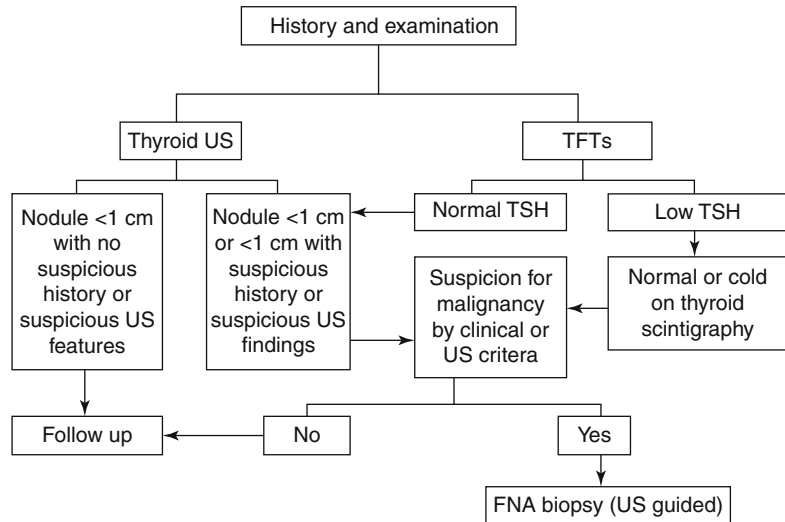 History and examination
Thyroid US
TFTs
Nodule <1 cm
with no
suspicious
history or
suspicious US
features
Nodule <1 cm
or <1 cm with
suspicious
history or
suspicious US
findings
Normal TSH
Low TSH
Suspicion for
malignancy
by clinical or
US critera
Normal or cold
on thyroid
scintigraphy
Follow up
No
Yes
FNA biopsy (US guided)